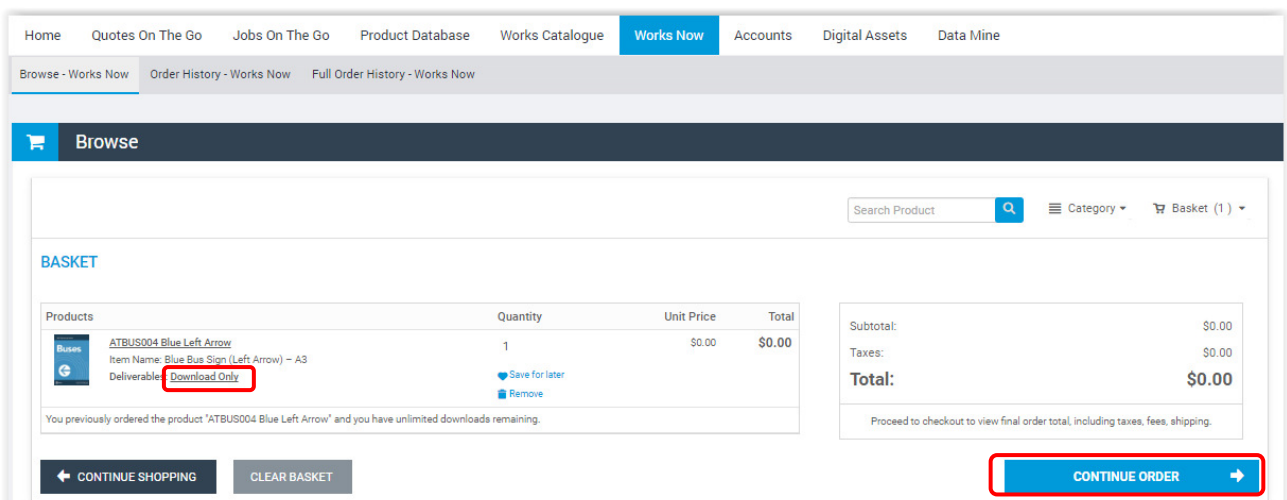 Home Quotes On The Go Jobs On The Go Product Database Works Catalogue Works Now Accounts Digital Assets Data Mine
Browse - Works Now Order History - Works Now Full Order History - Works Now
Browse
Search Product Category Basket (1)
BASKET
Products Quantity Unit Price Total
Buses
ATBUS004 Blue Left Arrow 1 $0.00 $0.00
Item Name: Blue Bus Sign (Left Arrow) – A3
Deliverables: Download Only Save for later
Remove
You previously ordered the product "ATBUS004 Blue Left Arrow" and you have unlimited downloads remaining.
Subtotal: $0.00
Taxes: $0.00
Total: $0.00
Proceed to checkout to view final order total, including taxes, fees, shipping.
CONTINUE SHOPPING CLEAR BASKET CONTINUE ORDER